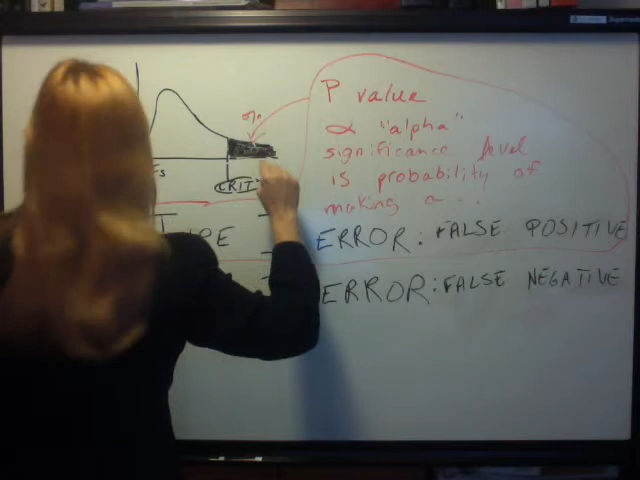 P value
α "alpha"
significance level
is probability of
making a...
CRIT
ERROR: FALSE POSITIVE
ERROR: FALSE NEGATIVE